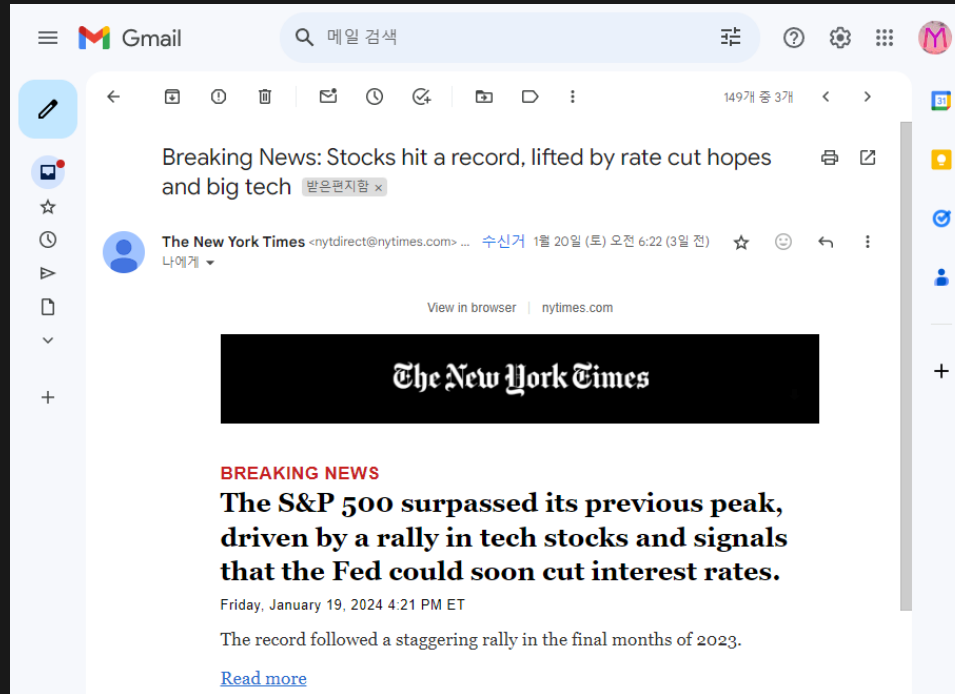 Gmail
메일 검색
149개 중 3개
31
Breaking News: Stocks hit a record, lifted by rate cut hopes
and big tech 받은편지함 ×
The New York Times <nytdirect@nytimes.com> ... 수신거 1월 20일 (토) 오전 6:22 (3일 전)
나에게
View in browser | nytimes.com
The New York Times
BREAKING NEWS
The S&P 500 surpassed its previous peak,
driven by a rally in tech stocks and signals
that the Fed could soon cut interest rates.
Friday, January 19, 2024 4:21 PM ET
The record followed a staggering rally in the final months of 2023.
Read more